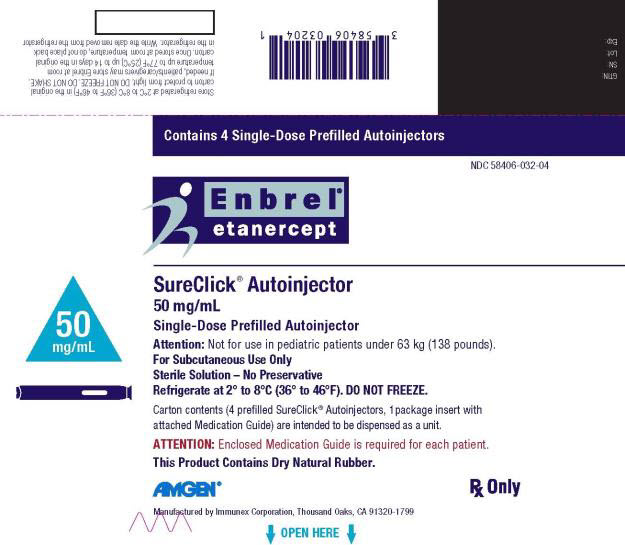 Store refrigerated at 2°C to 8°C (36°F to 46°F) in the original
carton to protect from light. DO NOT FREEZE. DO NOT SHAKE.
If needed, patients/caregivers may store Enbrel at room
temperature up to 77°F (25°C) up to 14 days in the original
carton. Once stored at room temperature, do not place back
in the refrigerator. Write the date removed from the refrigerator
3 58406 03204 1
GTIN:
SN:
Lot:
Exp:
Contains 4 Single-Dose Prefilled Autoinjectors
NDC 58406-032-04
Enbrel®
etanercept
SureClick® Autoinjector
50 mg/mL
Single-Dose Prefilled Autoinjector
Attention: Not for use in pediatric patients under 63 kg (138 pounds).
For Subcutaneous Use Only
Sterile Solution – No Preservative
Refrigerate at 2° to 8°C (36° to 46°F). DO NOT FREEZE.
Carton contents (4 prefilled SureClick® Autoinjectors, 1 package insert with
attached Medication Guide) are intended to be dispensed as a unit.
ATTENTION: Enclosed Medication Guide is required for each patient.
This Product Contains Dry Natural Rubber.
50
mg/mL
AMGEN®
Rx Only
Manufactured by Immunex Corporation, Thousand Oaks, CA 91320-1799
OPEN HERE